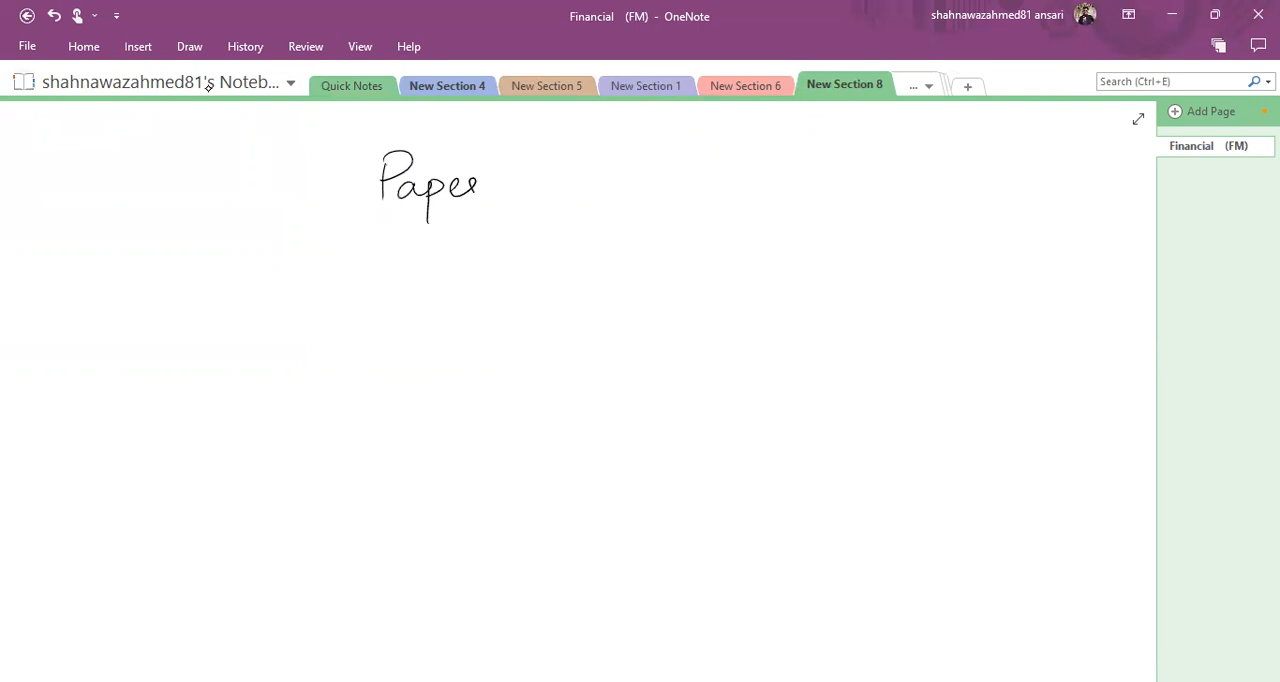 Financial (FM) - OneNote
shahnawazahmed81 ansari
File Home Insert Draw History Review View Help
shahnawazahmed81's Noteb...
Quick Notes New Section 4 New Section 5 New Section 1 New Section 6 New Section 8 ...
Search (Ctrl+E)
Add Page
Financial (FM)
Paper